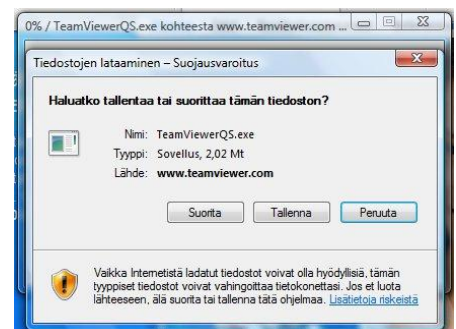 0% / TeamViewerQS.exe kohteesta www.teamviewer.com ...
Tiedostojen lataaminen – Suojausvaroitus
Haluatko tallentaa tai suorittaa tämän tiedoston?
Nimi: TeamViewerQS.exe
Tyyppi: Sovellus, 2,02 Mt
Lähde: www.teamviewer.com
Suorita Tallenna Peruuta
Vaikka Internetistä ladatut tiedostot voivat olla hyödyllisiä, tämän
tyyppiset tiedostot voivat vahingoittaa tietokonettasi. Jos et luota
lähteeseen, älä suorita tai tallenna tätä ohjelmaa. Lisätietoja riskeistä